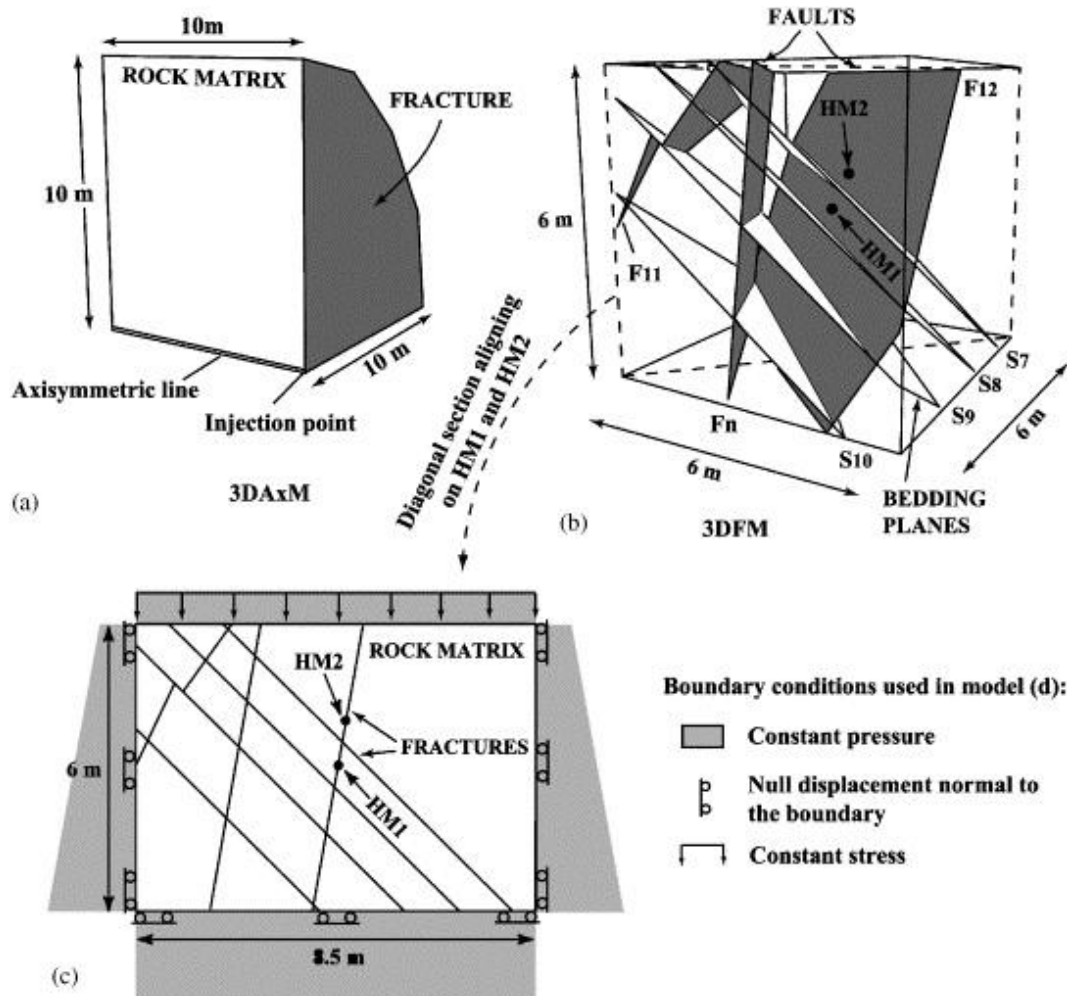 10m
ROCK MATRIX
FRACTURE
10 m
10 m
Axisymmetric line
Injection point
3DAxM
(a)
FAULTS
F12
HM2
6 m
HM1
F11
S7
S8
S9
Fn
S10
6 m
6 m
BEDDING
PLANES
3DFM
(b)
Diagonal section aligning
on HM1 and HM2
ROCK MATRIX
HM2
FRACTURES
6 m
HM1
8.5 m
(c)
Boundary conditions used in model (d):
Constant pressure
Null displacement normal to
the boundary
Constant stress